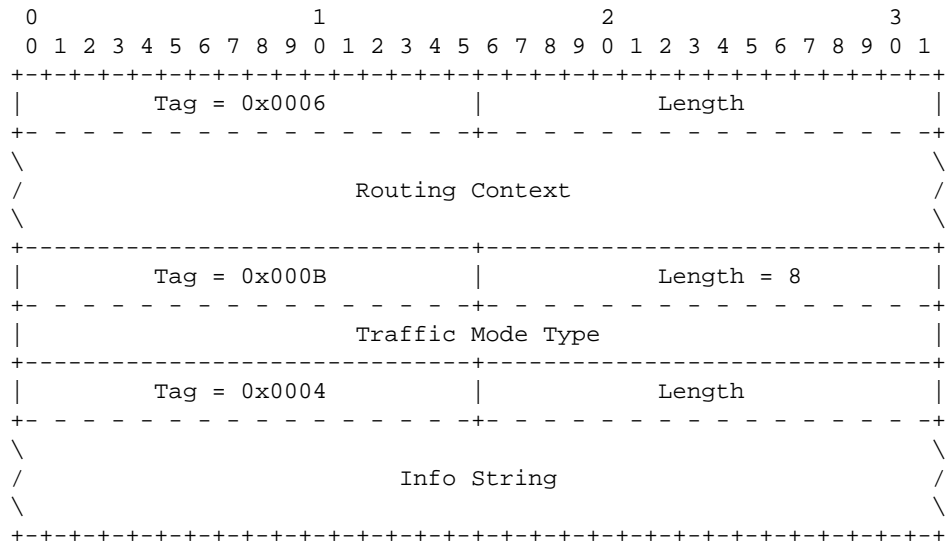 0                   1                   2                   3
 0 1 2 3 4 5 6 7 8 9 0 1 2 3 4 5 6 7 8 9 0 1 2 3 4 5 6 7 8 9 0 1
+-+-+-+-+-+-+-+-+-+-+-+-+-+-+-+-+-+-+-+-+-+-+-+-+-+-+-+-+-+-+-+-+
|         Tag = 0x0006          |            Length             |
+- - - - - - - - - - - - - - - -+- - - - - - - - - - - - - - - -+
\                                                               \
/                       Routing Context                         /
\                                                               \
+-------------------------------+-------------------------------+
|         Tag = 0x000B          |            Length = 8         |
+- - - - - - - - - - - - - - - -+- - - - - - - - - - - - - - - -+
|                       Traffic Mode Type                       |
+-------------------------------+-------------------------------+
|         Tag = 0x0004          |            Length             |
+- - - - - - - - - - - - - - - -+- - - - - - - - - - - - - - - -+
\                                                               \
/                          Info String                          /
\                                                               \
+-+-+-+-+-+-+-+-+-+-+-+-+-+-+-+-+-+-+-+-+-+-+-+-+-+-+-+-+-+-+-+-+